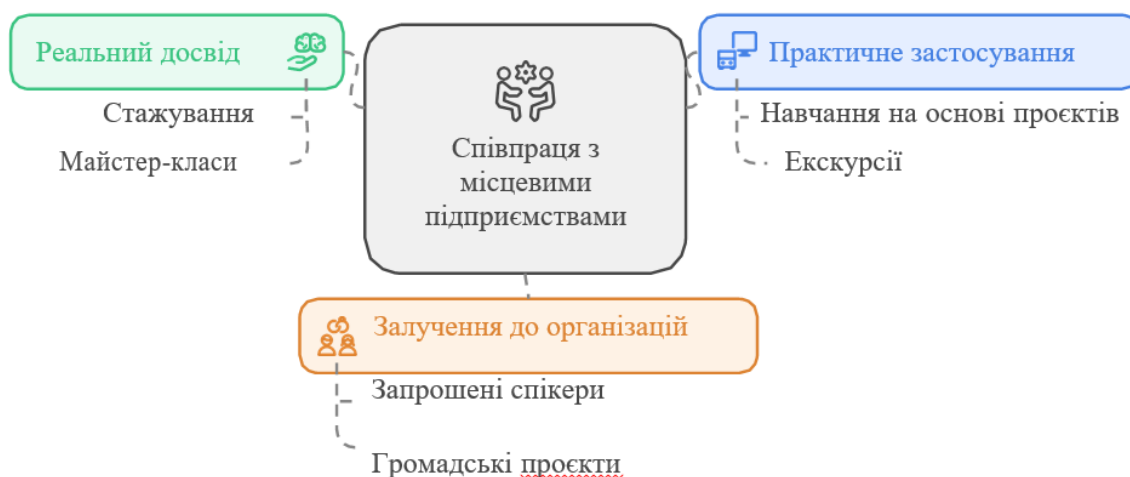 Реальний досвід
Стажування
Майстер-класи
Співпраця з
місцевими
підприємствами
Практичне застосування
Навчання на основі проєктів
Екскурсії
Залучення до організацій
Запрошені спікери
Громадські проєкти